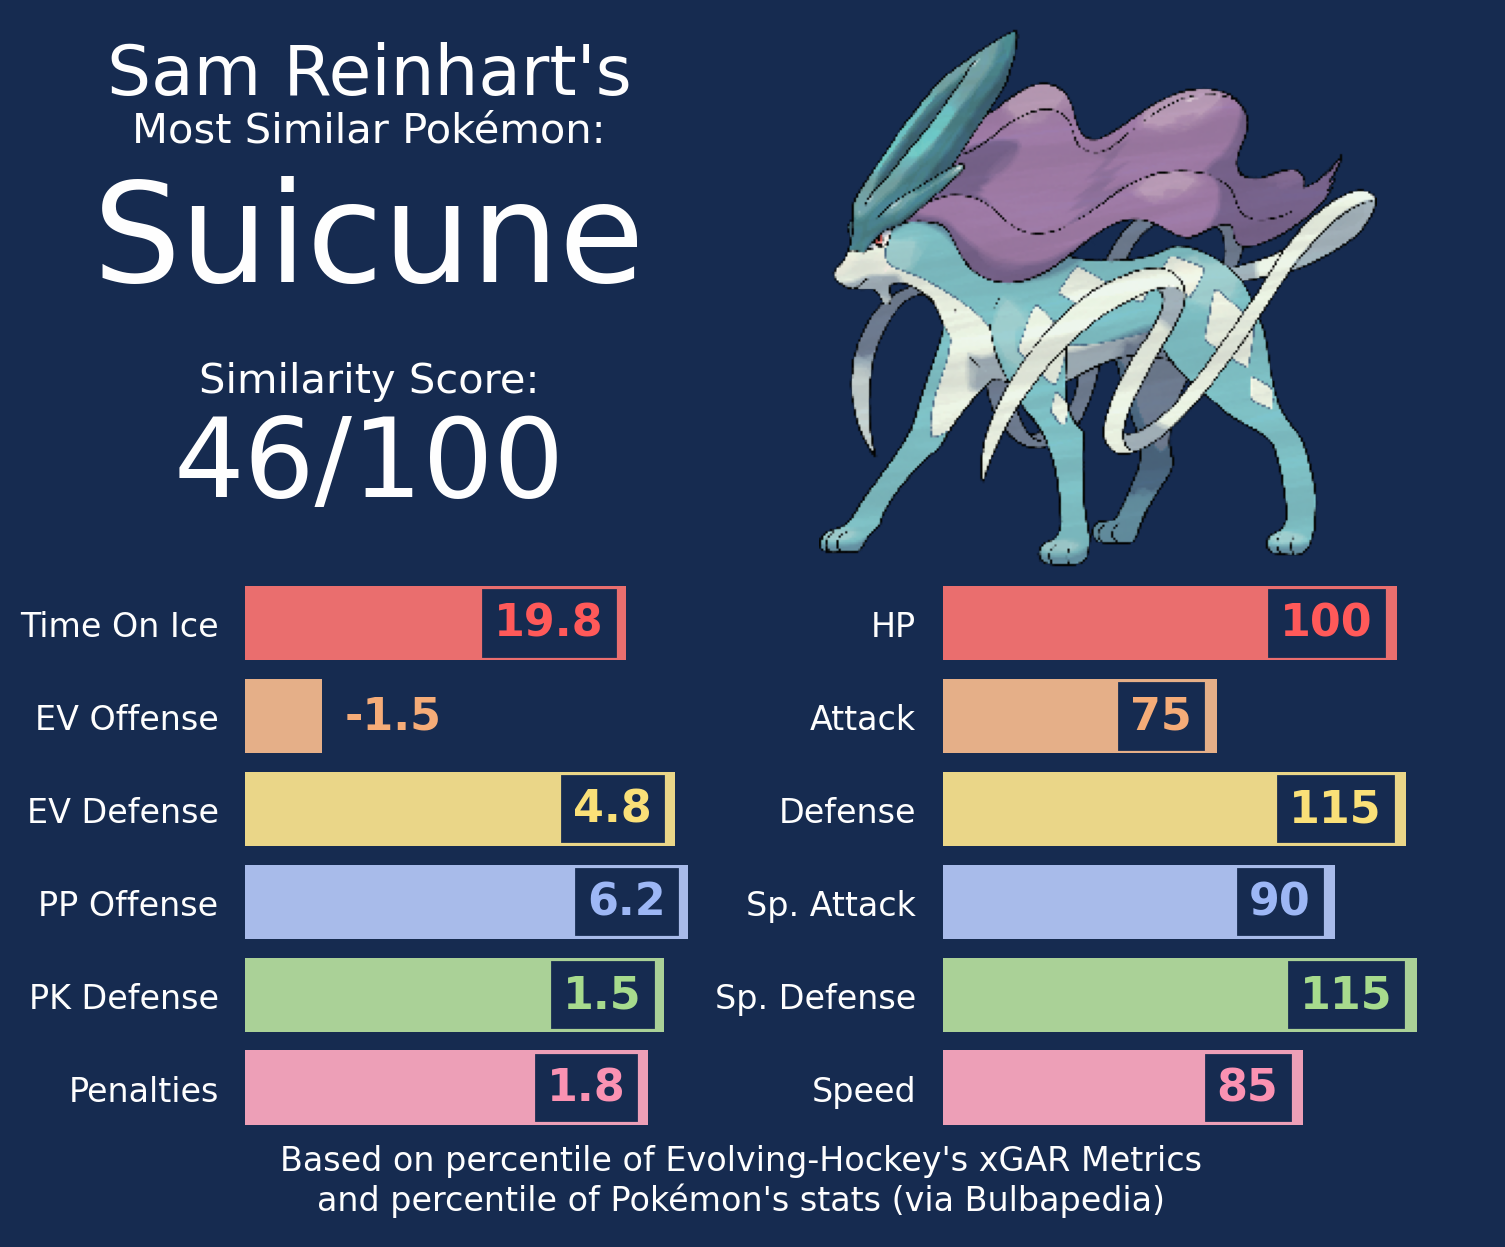 Sam Reinhart's
Most Similar Pokémon:
Suicune
Similarity Score:
46/100
Time On Ice 19.8
EV Offense -1.5
EV Defense 4.8
PP Offense 6.2
PK Defense 1.5
Penalties 1.8
HP 100
Attack 75
Defense 115
Sp. Attack 90
Sp. Defense 115
Speed 85
Based on percentile of Evolving-Hockey's xGAR Metrics
and percentile of Pokémon's stats (via Bulbapedia)